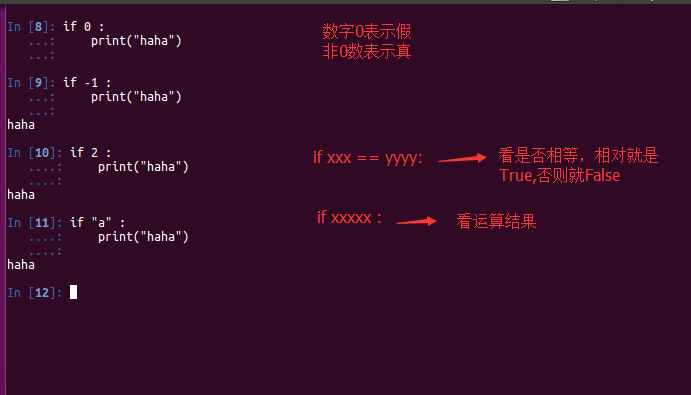 In [8]: if 0 :
   ...:     print("haha")
   ...:
数字0表示假
非0数表示真
In [9]: if -1 :
   ...:     print("haha")
   ...:
haha
In [10]: if 2 :
   ....:     print("haha")
   ....:
haha
if xxx == yyyy:
看是否相等，相对就是
True,否则就False
In [11]: if "a" :
   ....:     print("haha")
   ....:
haha
if xxxxx :
看运算结果
In [12]: